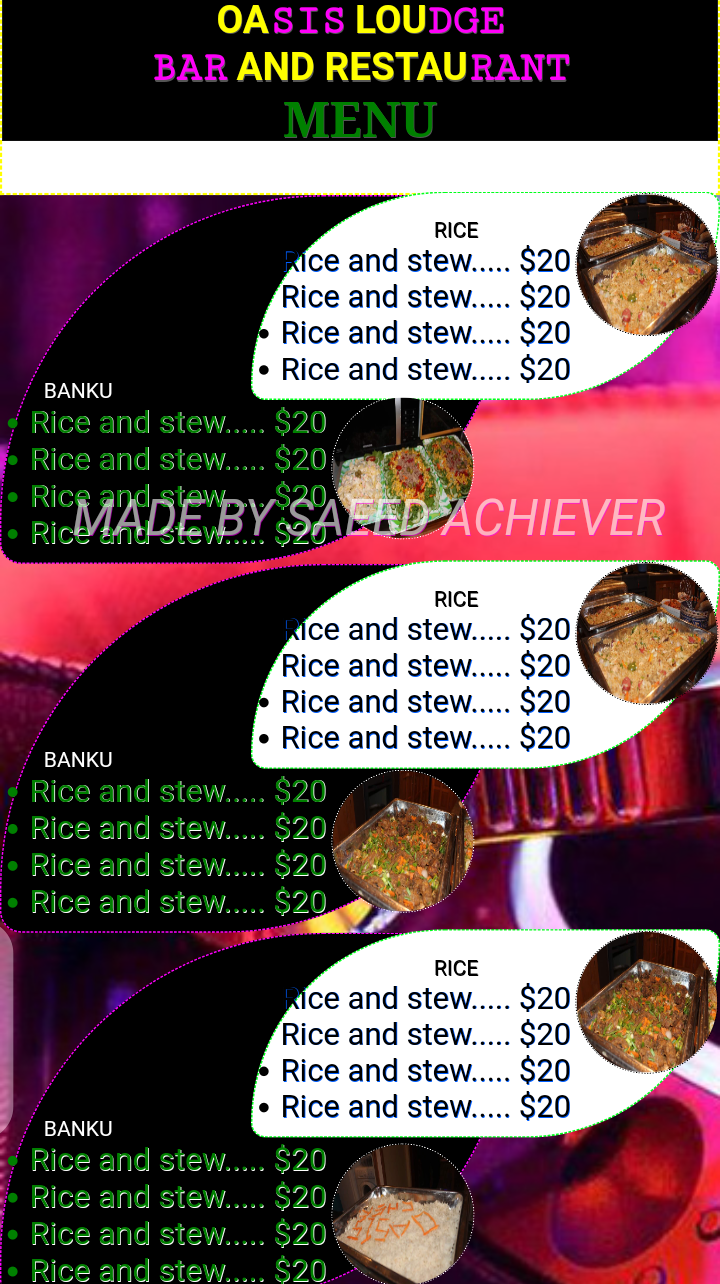 OASIS LOUDGE
BAR AND RESTAURANT
MENU
RICE
Rice and stew..... $20
Rice and stew..... $20
• Rice and stew..... $20
• Rice and stew..... $20
BANKU
• Rice and stew..... $20
• Rice and stew..... $20
• Rice and stew..... $20
• Rice and stew..... $20
MADE BY SAEED ACHIEVER
RICE
Rice and stew..... $20
Rice and stew..... $20
• Rice and stew..... $20
• Rice and stew..... $20
BANKU
• Rice and stew..... $20
• Rice and stew..... $20
• Rice and stew..... $20
• Rice and stew..... $20
RICE
Rice and stew..... $20
Rice and stew..... $20
• Rice and stew..... $20
• Rice and stew..... $20
BANKU
• Rice and stew..... $20
• Rice and stew..... $20
• Rice and stew..... $20
• Rice and stew..... $20
OASIS